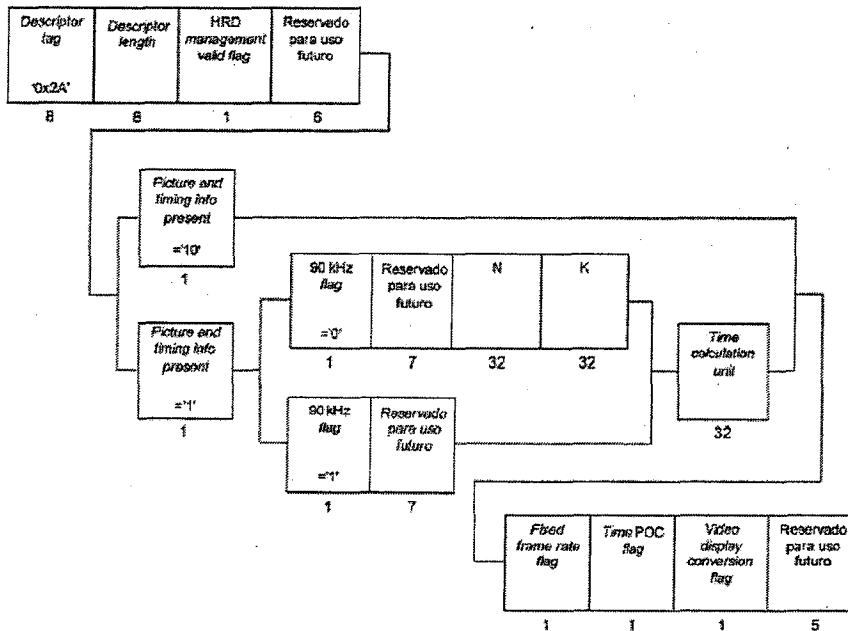 Descriptor
tag
'0x2A'
8
Descriptor
length
8
HRD
management
valid flag
1
Reservado
para uso
futuro
6
Picture and
timing info
present
='10'
1
Picture and
timing info
present
='1'
1
90 kHz
flag
='0'
1
Reservado
para uso
futuro
7
N
32
K
32
90 kHz
flag
='1'
1
Reservado
para uso
futuro
7
Time
calculation
unit
32
Fixed
frame rate
flag
1
Time POC
flag
1
Video
display
conversion
flag
1
Reservado
para uso
futuro
5